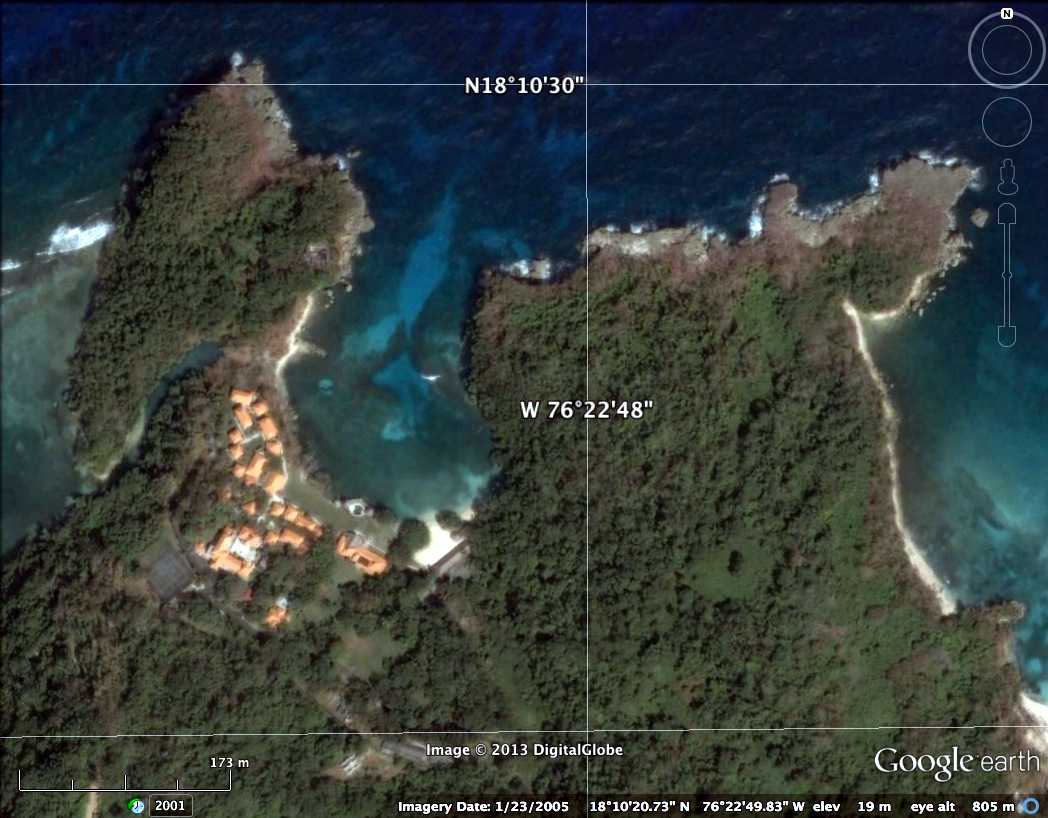 N
N18°10'30"
W 76°22'48"
Image © 2013 DigitalGlobe
Google earth
173 m
2001
Imagery Date: 1/23/2005 18°10'20.73" N 76°22'49.83" W elev 19 m eye alt 805 m